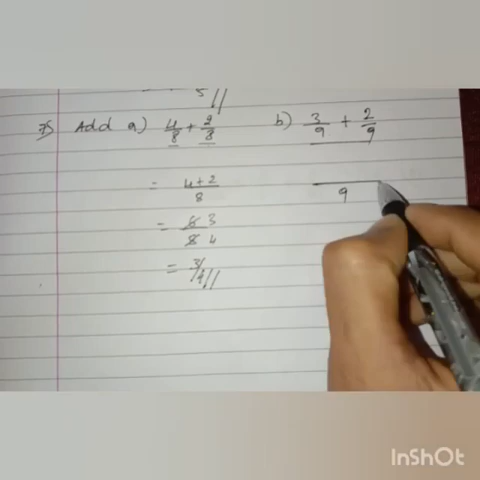 5//
7) Add a) 4/8 + 2/8 b) 3/9 + 2/9
= 4+2/8
9
= 6 3/8 4
= 3/4//
InShOt